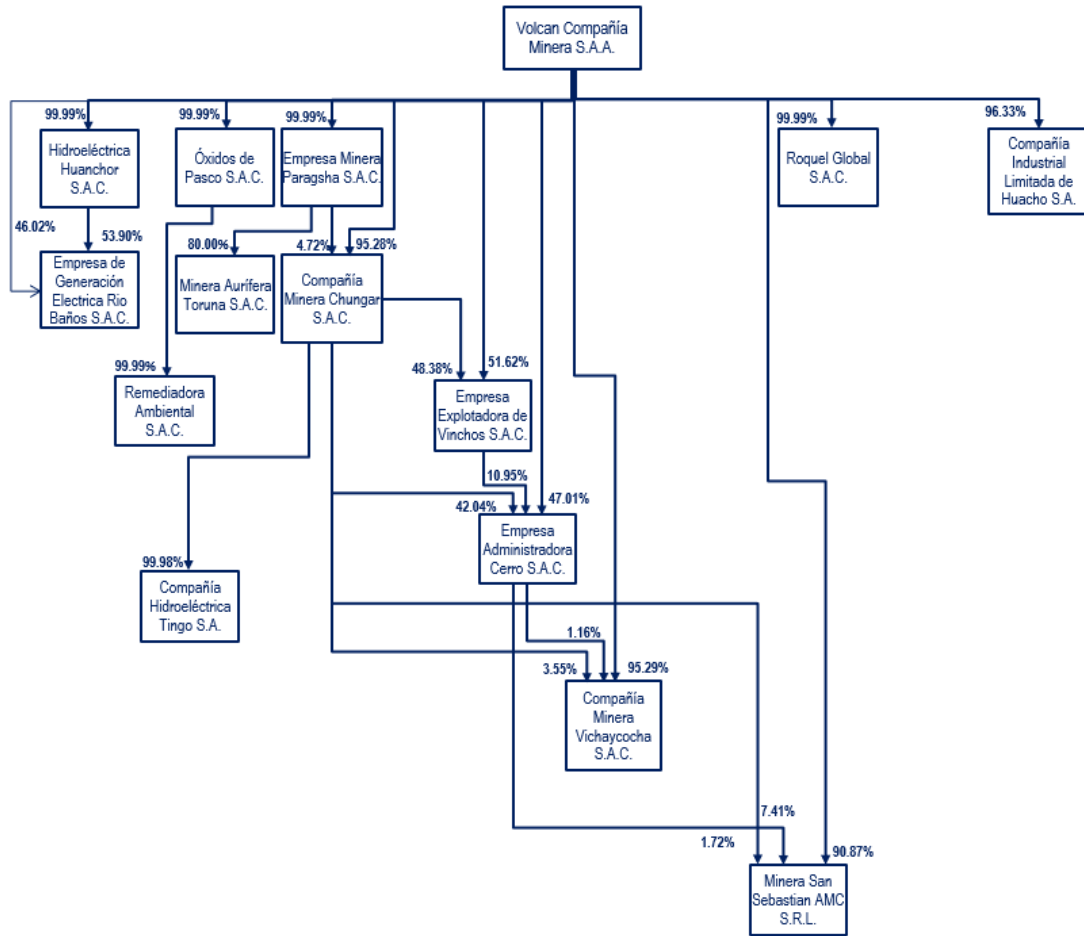 Volcan Compañía
Minera S.A.A.
99.99%
99.99%
99.99%
99.99%
96.33%
Hidroeléctrica
Huanchor
S.A.C.
Óxidos de
Pasco S.A.C.
Empresa Minera
Paragsha S.A.C.
Roquel Global
S.A.C.
Compañía
Industrial
Limitada de
Huacho S.A.
46.02%
53.90%
80.00%
4.72%
95.28%
Empresa de
Generación
Electrica Rio
Baños S.A.C.
Minera Aurífera
Toruna S.A.C.
Compañía
Minera Chungar
S.A.C.
99.99%
48.38%
51.62%
Remediadora
Ambiental
S.A.C.
Empresa
Explotadora de
Vinchos S.A.C.
10.95%
42.04%
47.01%
Empresa
Administradora
Cerro S.A.C.
99.98%
Compañía
Hidroeléctrica
Tingo S.A.
1.16%
3.55%
95.29%
Compañía
Minera
Vichaycocha
S.A.C.
7.41%
1.72%
90.87%
Minera San
Sebastian AMC
S.R.L.